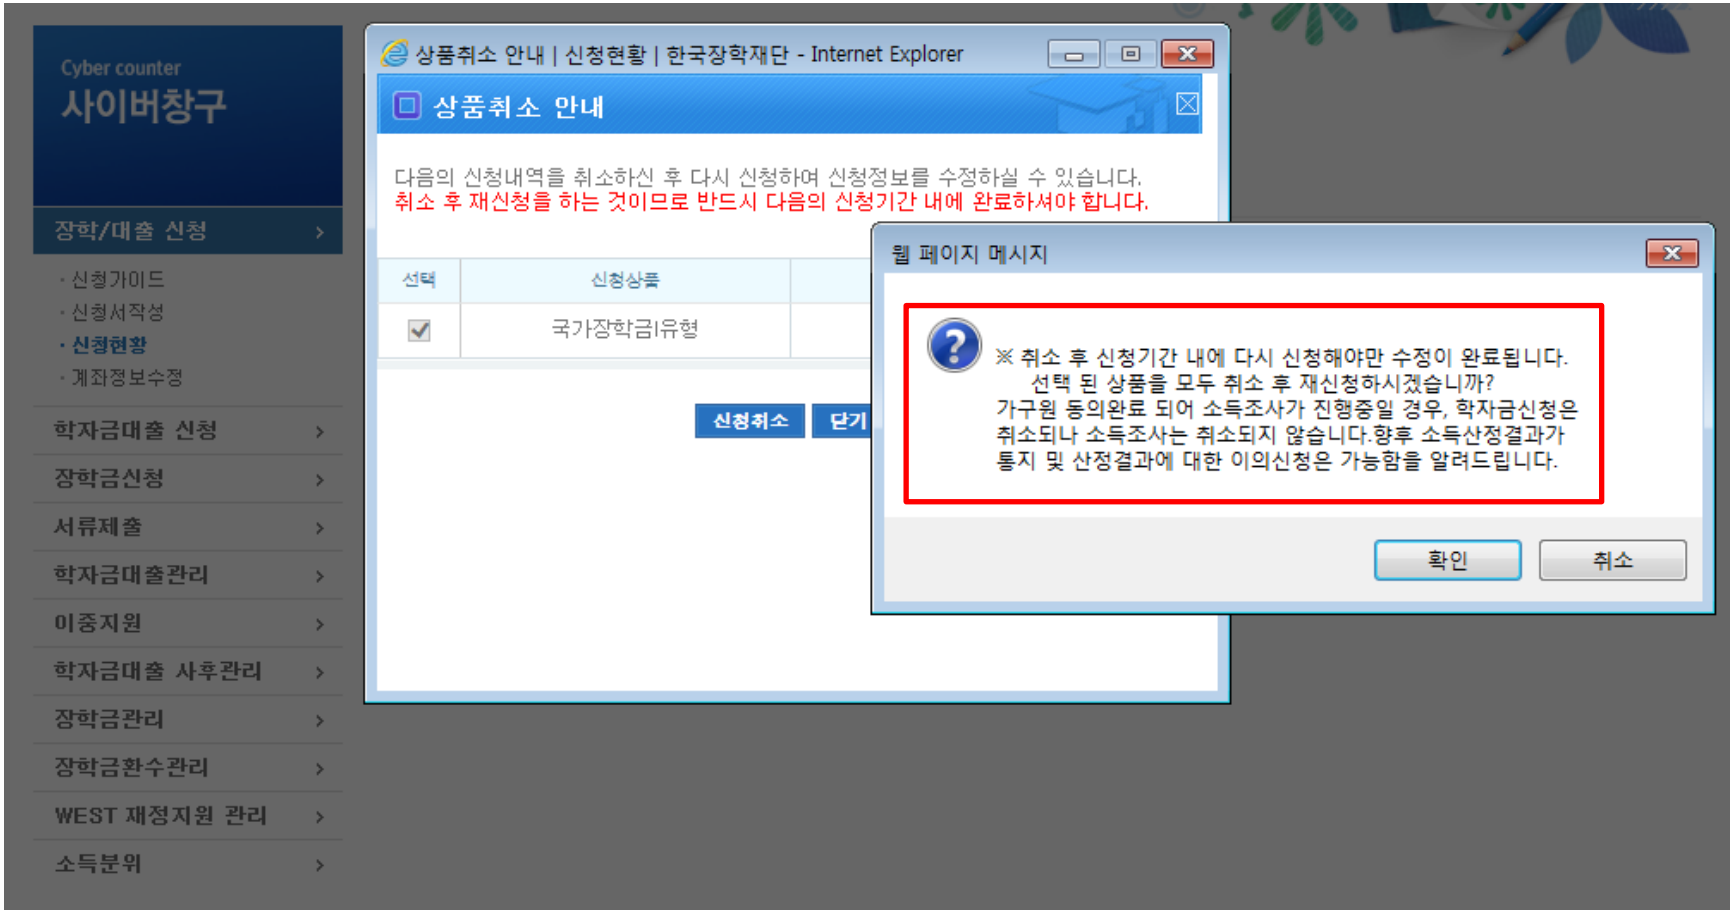 Cyber counter
사이버창구
장학/대출 신청 >
· 신청가이드
· 신청서작성
· 신청현황
· 계좌정보수정
학자금대출 신청 >
장학금신청 >
서류제출 >
학자금대출관리 >
이중지원 >
학자금대출 사후관리 >
장학금관리 >
장학금환수관리 >
WEST 재정지원 관리 >
소득분위 >
상품취소 안내 | 신청현황 | 한국장학재단 - Internet Explorer
상품취소 안내
다음의 신청내역을 취소하신 후 다시 신청하여 신청정보를 수정하실 수 있습니다.
취소 후 재신청을 하는 것이므로 반드시 다음의 신청기간 내에 완료하셔야 합니다.
선택 신청상품
국가장학금I유형
신청취소 닫기
웹 페이지 메시지
※ 취소 후 신청기간 내에 다시 신청해야만 수정이 완료됩니다.
선택 된 상품을 모두 취소 후 재신청하시겠습니까?
가구원 동의완료 되어 소득조사가 진행중일 경우, 학자금신청은
취소되나 소득조사는 취소되지 않습니다.향후 소득산정결과가
통지 및 산정결과에 대한 이의신청은 가능함을 알려드립니다.
확인 취소